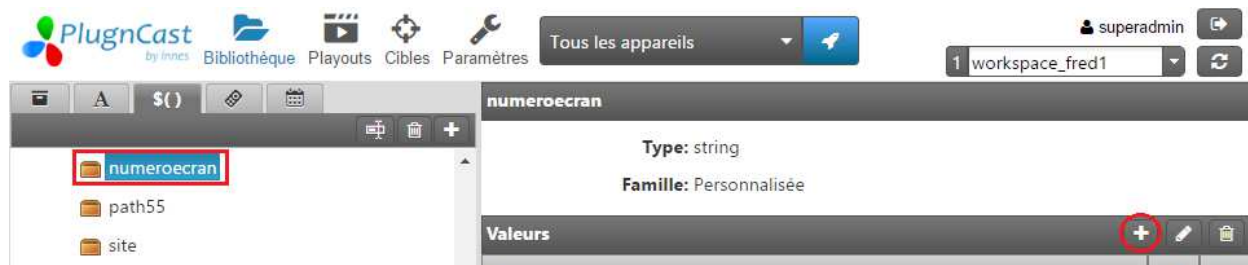 PlugnCast
by innes
Bibliothèque Playouts Cibles Paramètres
Tous les appareils
superadmin
1 workspace_fred1
A $()
numeroecran
path55
site
numeroecran
Type: string
Famille: Personnalisée
Valeurs